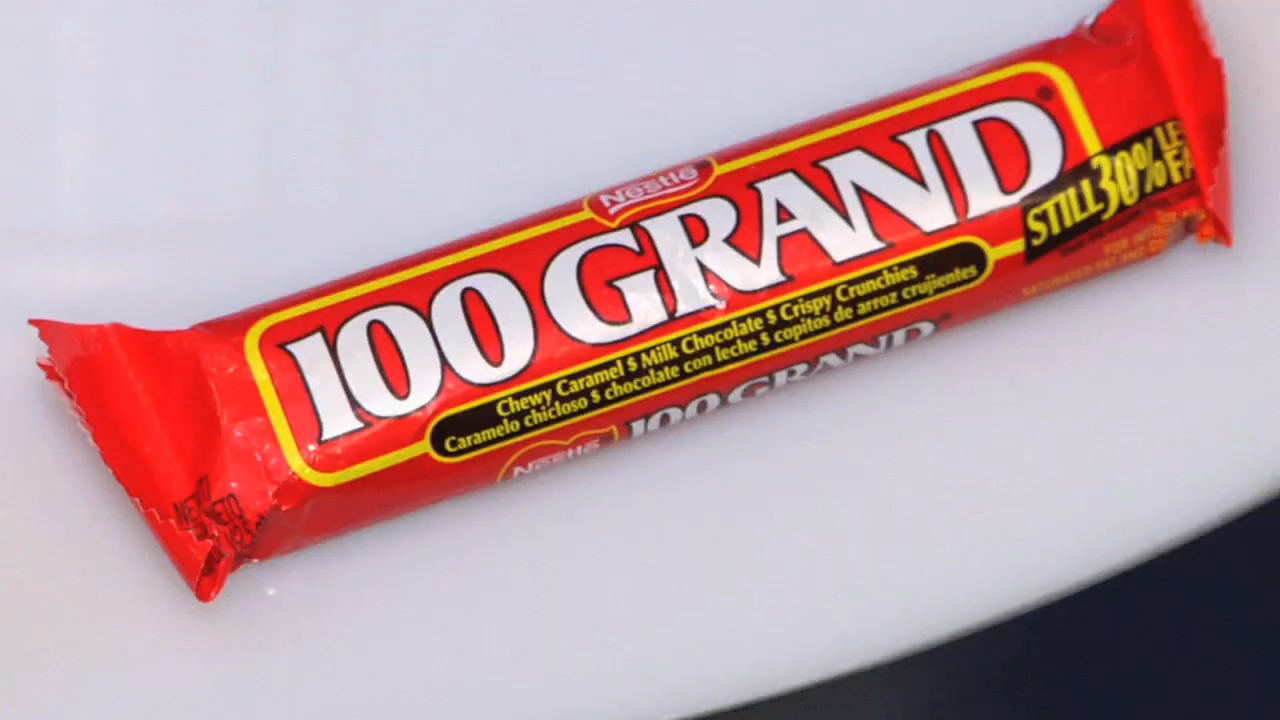 Nestlé
100 GRAND
STILL 30%
Chewy Caramel $ Milk Chocolate $ Crispy Crunchies
Caramelo chicloso $ chocolate con leche $ copitos de arroz crujientes
Nestlé
100 GRAND